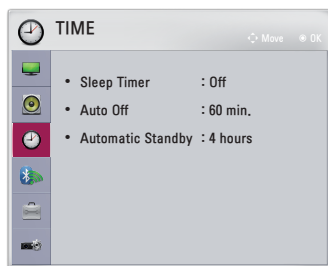 TIME
Move OK
• Sleep Timer : Off
• Auto Off : 60 min.
• Automatic Standby : 4 hours